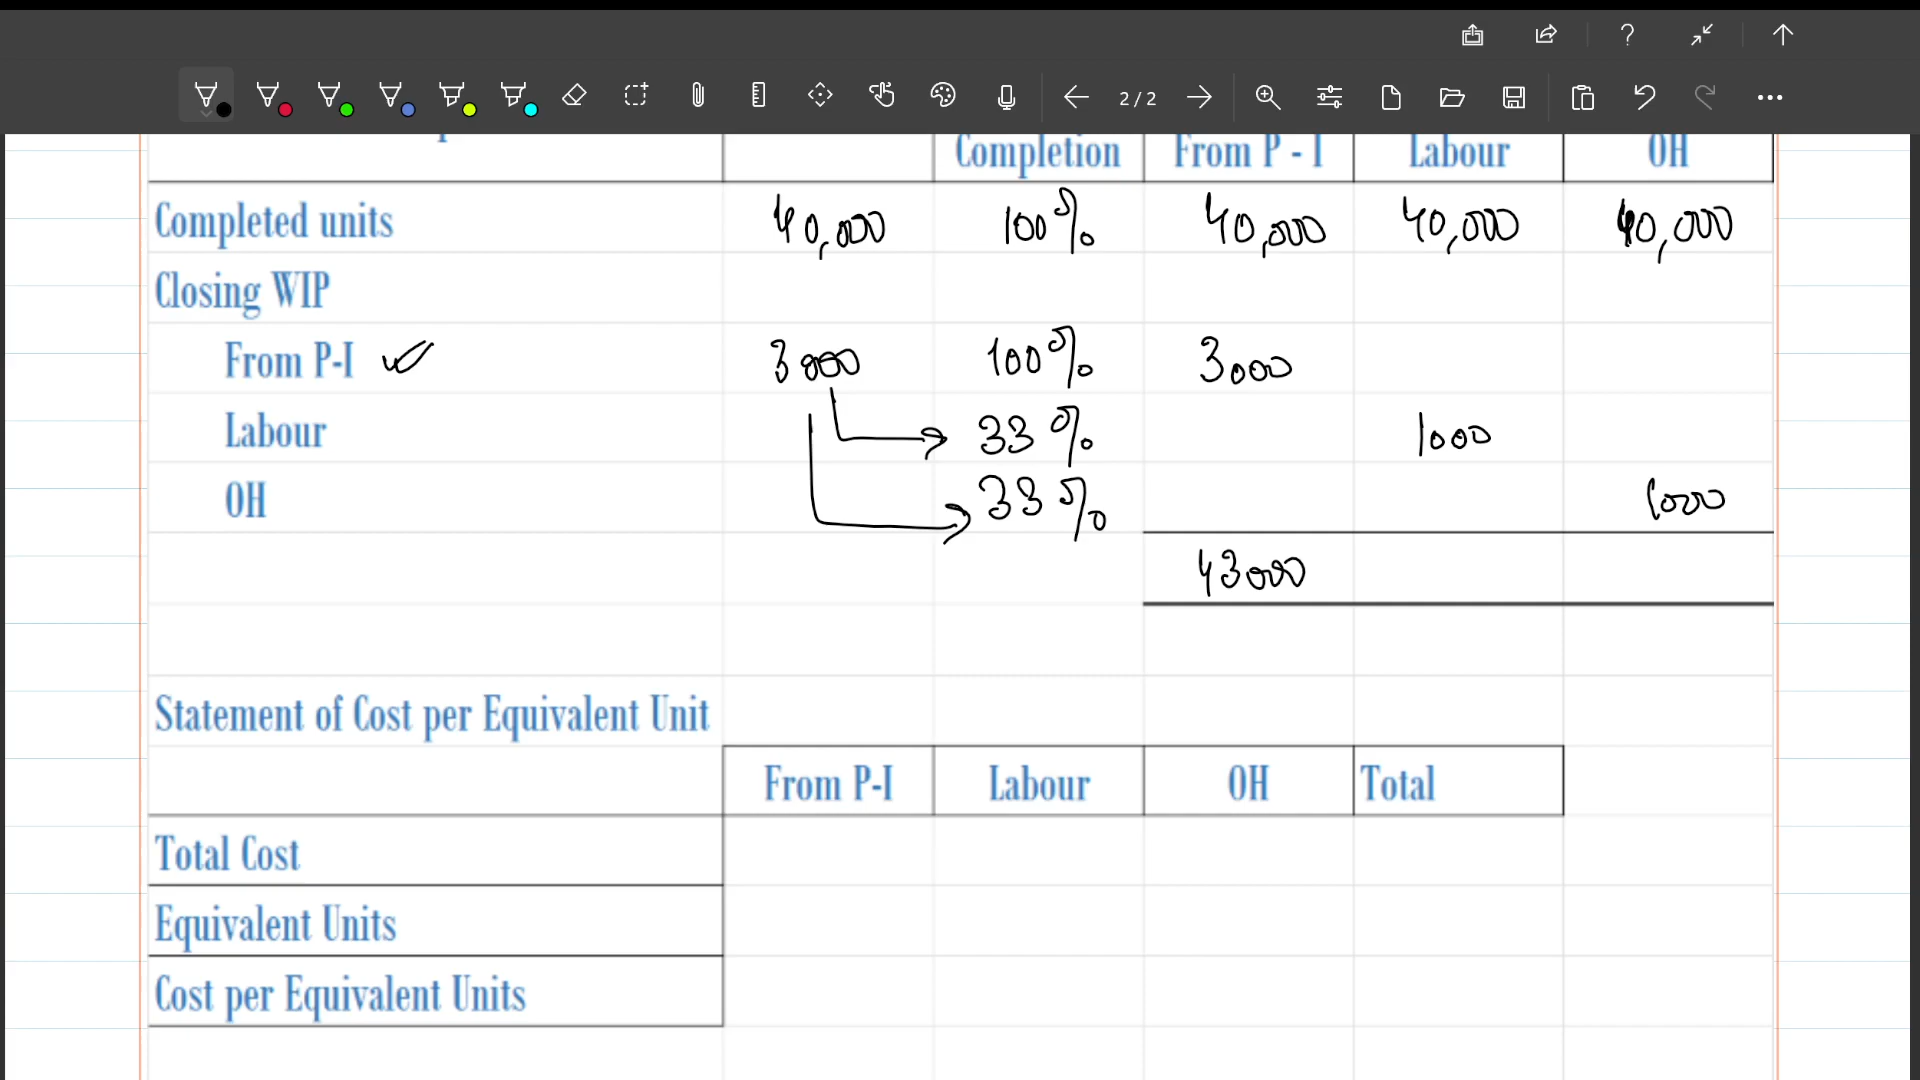 2 / 2
Completion From P - I Labour OH
Completed units 40,000 100% 40,000 40,000 40,000
Closing WIP
From P-I 3000 100% 3000
Labour 33% 1000
OH 33% 1000
43000
Statement of Cost per Equivalent Unit
From P-I Labour OH Total
Total Cost
Equivalent Units
Cost per Equivalent Units